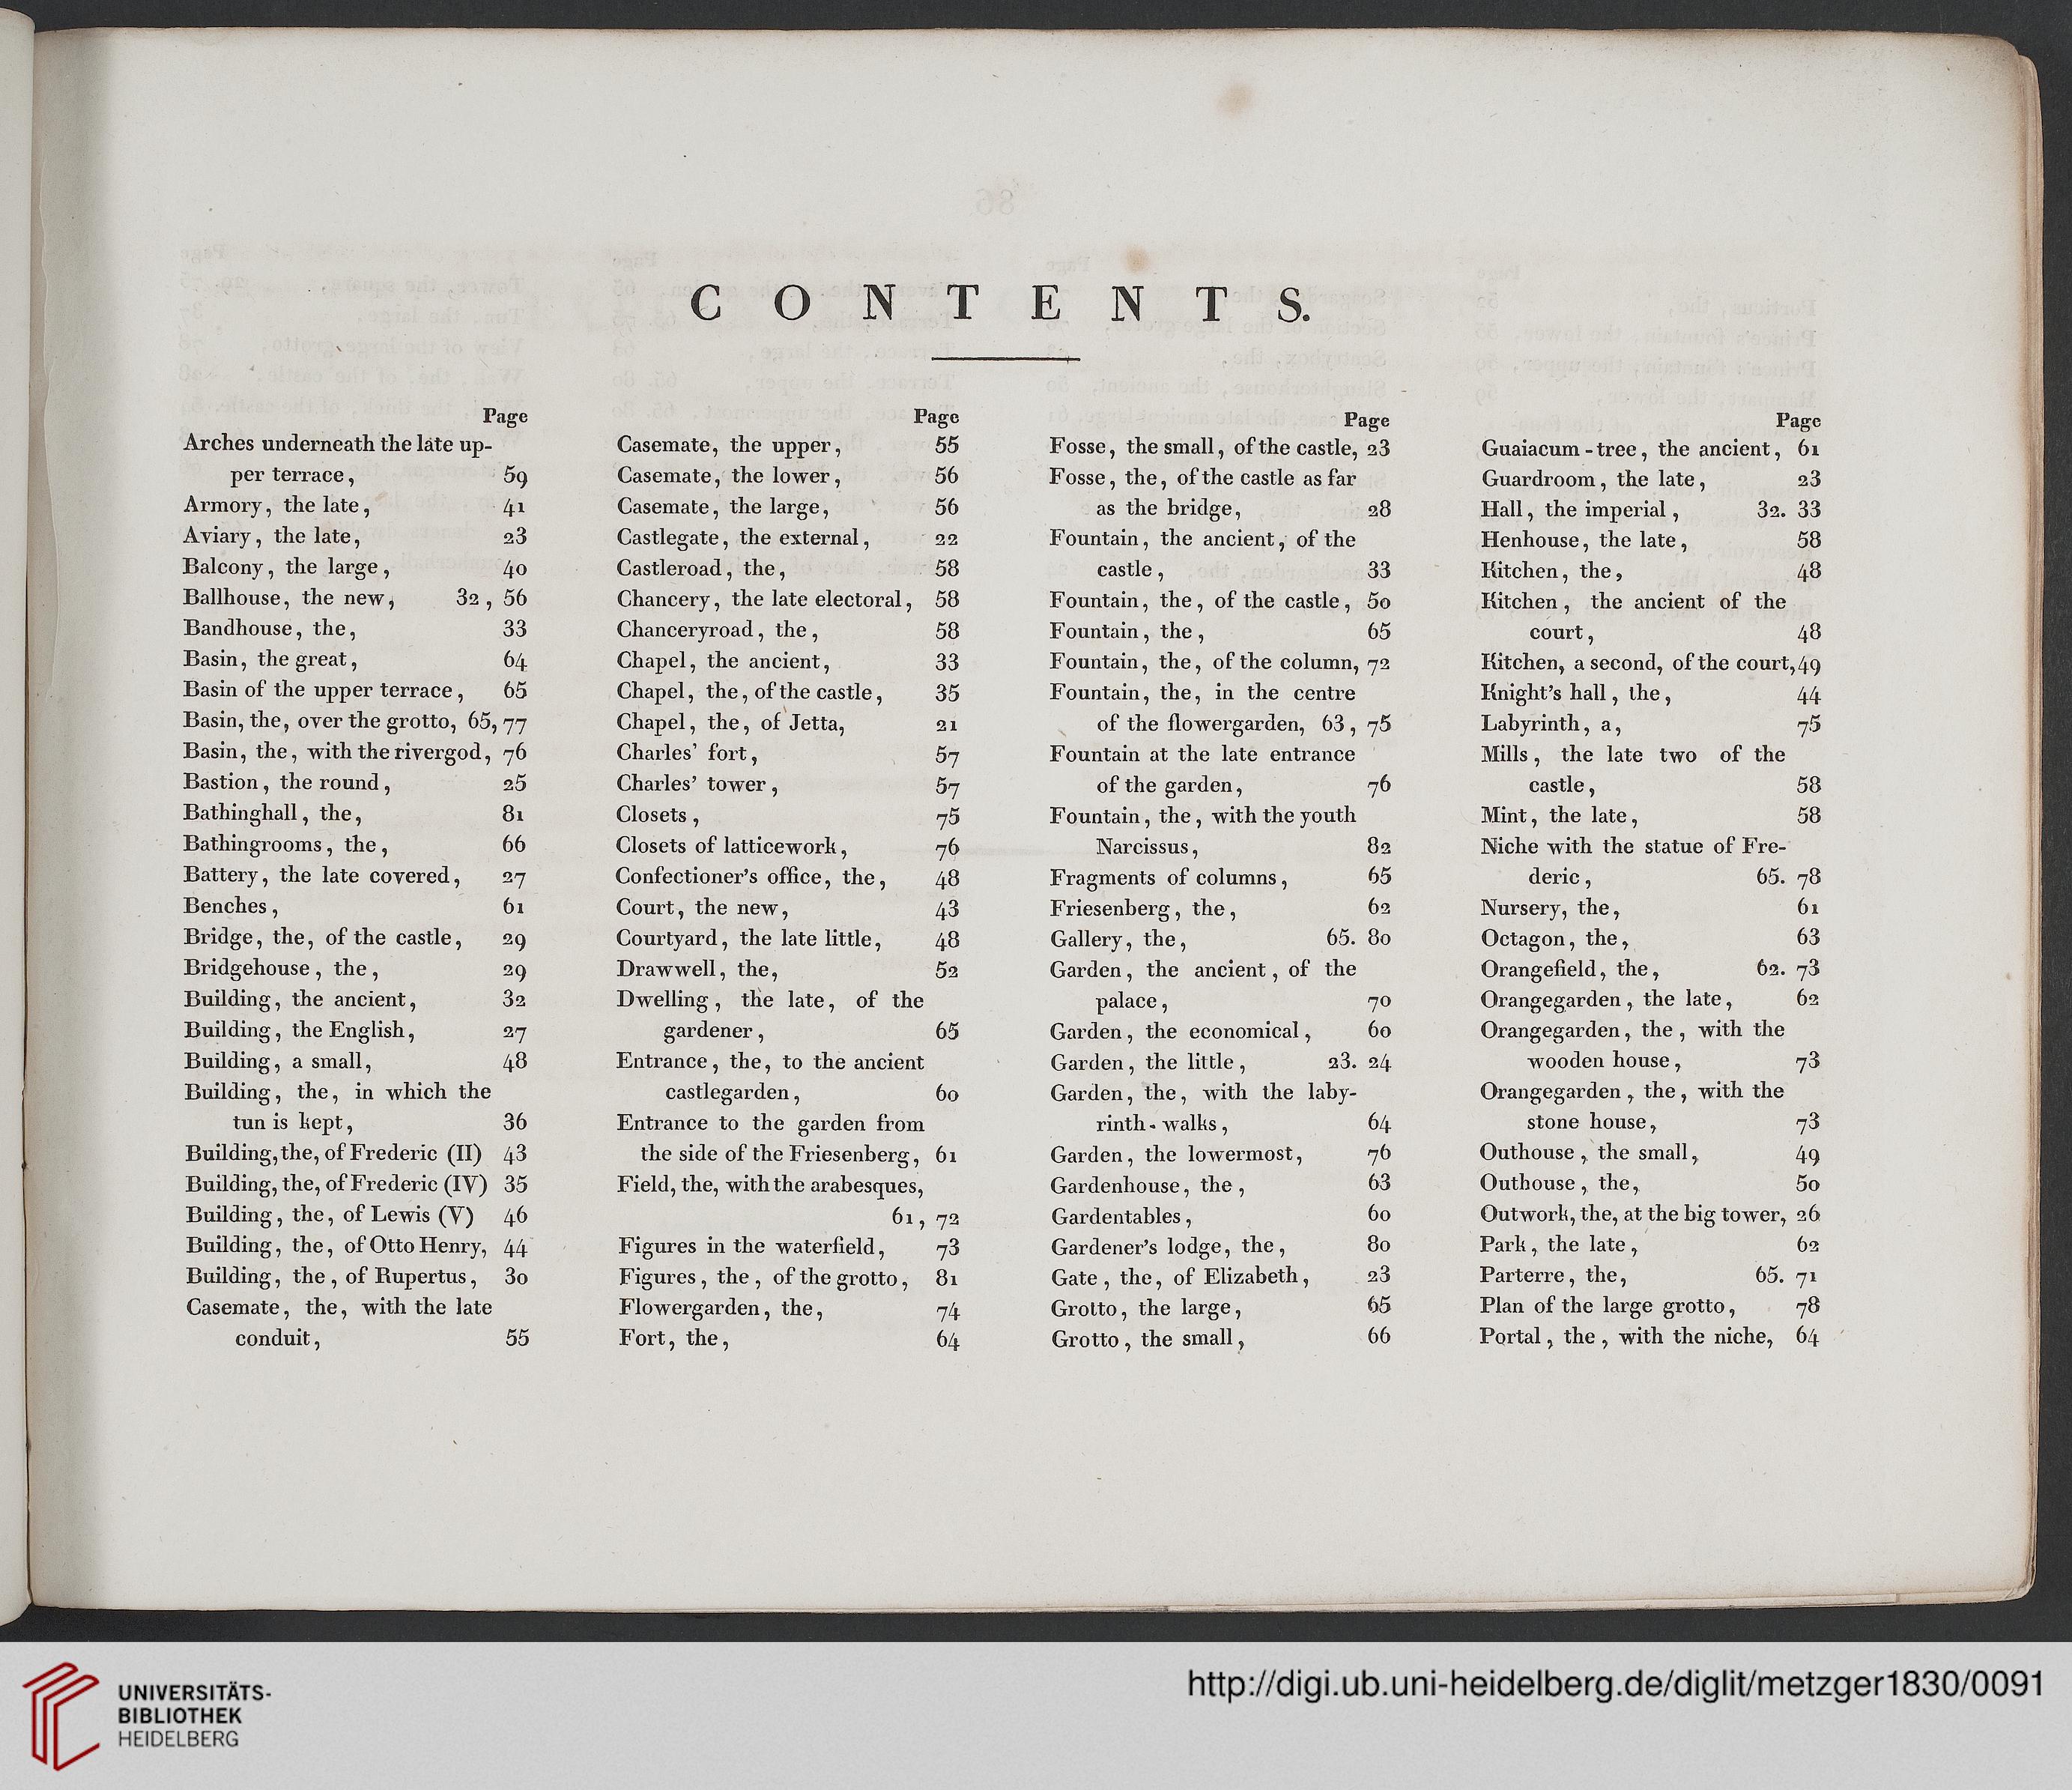 CONTENTS.
Page
Arches underneath the late up-
per terrace, 59
Armory, the late, 41
Aviary, the late, 23
Balcony, the large, 40
Ballhouse, the new, 32, 56
Bandhouse, the, 33
Basin, the great, 64
Basin of the upper terrace, 65
Basin, the, over the grotto, 65, 77
Basin, the, with the rivergod, 76
Bastion, the round, 25
Bathinghall, the, 81
Bathingrooms, the, 66
Battery, the late covered, 27
Benches, 61
Bridge, the, of the castle, 29
Bridgehouse, the, 29
Building, the ancient, 32
Building, the English, 27
Building, a small, 48
Building, the, in which the
tun is kept, 36
Building, the, of Frederic (II) 43
Building, the, of Frederic (IV) 35
Building, the, of Lewis (V) 46
Building, the, of Otto Henry, 44
Building, the, of Rupertus, 30
Casemate, the, with the late
conduit, 55
Page
Casemate, the upper, 55
Casemate, the lower, 56
Casemate, the large, 56
Castlegate, the external, 22
Castleroad, the, 58
Chancery, the late electoral, 58
Chanceryroad, the, 58
Chapel, the ancient, 33
Chapel, the, of the castle, 35
Chapel, the, of Jetta, 21
Charles' fort, 57
Charles' tower, 57
Closets, 75
Closets of latticework, 76
Confectioner's office, the, 48
Court, the new, 43
Courtyard, the late little, 48
Drawwell, the, 52
Dwelling, the late, of the
gardener, 65
Entrance, the, to the ancient
castlegarden, 60
Entrance to the garden from
the side of the Friesenberg, 61
Field, the, with the arabesques,
61, 72
Figures in the waterfield, 73
Figures, the, of the grotto, 81
Flowergarden, the, 74
Fort, the, 64
Page
Fosse, the small, of the castle, 23
Fosse, the, of the castle as far
as the bridge, 28
Fountain, the ancient, of the
castle, 33
Fountain, the, of the castle, 50
Fountain, the, 65
Fountain, the, of the column, 72
Fountain, the, in the centre
of the flowergarden, 63, 75
Fountain at the late entrance
of the garden, 76
Fountain, the, with the youth
Narcissus, 82
Fragments of columns, 65
Friesenberg, the, 62
Gallery, the, 65. 80
Garden, the ancient, of the
palace, 70
Garden, the economical, 60
Garden, the little, 23. 24
Garden, the, with the laby-
rinth-walks, 64
Garden, the lowermost, 76
Gardenhouse, the, 63
Gardentables, 60
Gardener's lodge, the, 80
Gate, the, of Elizabeth, 23
Grotto, the large, 65
Grotto, the small, 66
Page
Guaiacum-tree, the ancient, 61
Guardroom, the late, 23
Hall, the imperial, 32. 33
Henhouse, the late, 58
Kitchen, the, 48
Kitchen, the ancient of the
court, 48
Kitchen, a second, of the court, 49
Knight's hall, the, 44
Labyrinth, a, 75
Mills, the late two of the
castle, 58
Mint, the late, 58
Niche with the statue of Fre-
deric, 65. 78
Nursery, the, 61
Octagon, the, 63
Orangefield, the, 62. 73
Orangegarden, the late, 62
Orangegarden, the, with the
wooden house, 73
Orangegarden, the, with the
stone house, 73
Outhouse, the small, 49
Outhouse, the, 50
Outwork, the, at the big tower, 26
Park, the late, 62
Parterre, the, 65. 71
Plan of the large grotto, 78
Portal, the, with the niche, 64
UNIVERSITÄTS-
BIBLIOTHEK
HEIDELBERG
http://digi.ub.uni-heidelberg.de/diglit/metzger1830/0091